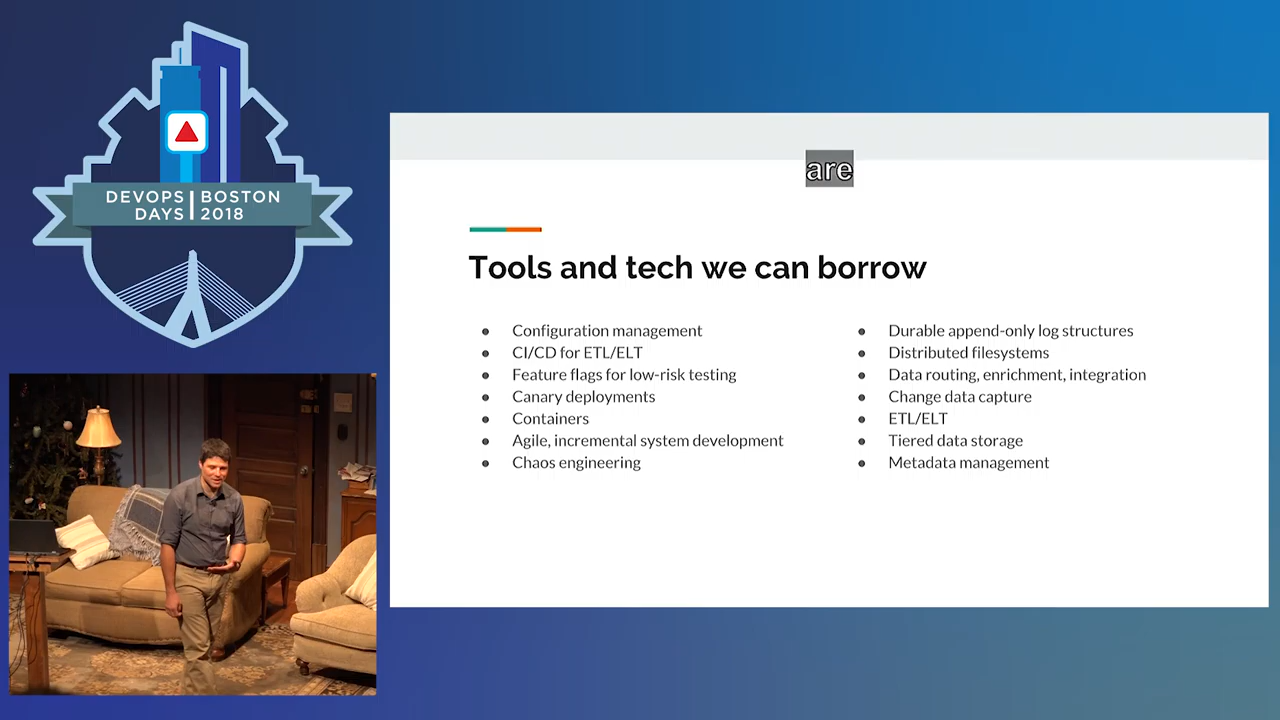 DEVOPS BOSTON
DAYS 2018
are
Tools and tech we can borrow
Configuration management
CI/CD for ETL/ELT
Feature flags for low-risk testing
Canary deployments
Containers
Agile, incremental system development
Chaos engineering
Durable append-only log structures
Distributed filesystems
Data routing, enrichment, integration
Change data capture
ETL/ELT
Tiered data storage
Metadata management